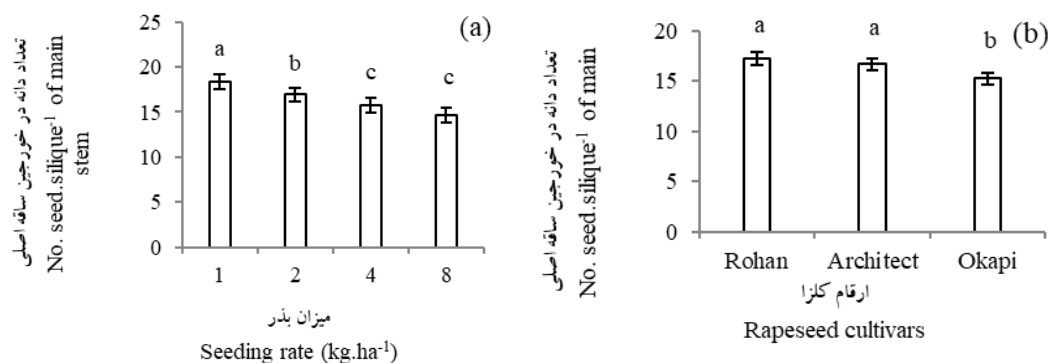 (a)
تعداد دانه در خورجین ساقه اصلی
No. seed.silique⁻¹ of main
stem
25
20
15
10
5
0
a
b
c
c
1 2 4 8
میزان بذر
Seeding rate (kg.ha⁻¹)
(b)
تعداد دانه در خورجین ساقه اصلی
No. seed.silique⁻¹ of main
20
15
10
5
0
a
a
b
Rohan Architect Okapi
ارقام کلزا
Rapeseed cultivars